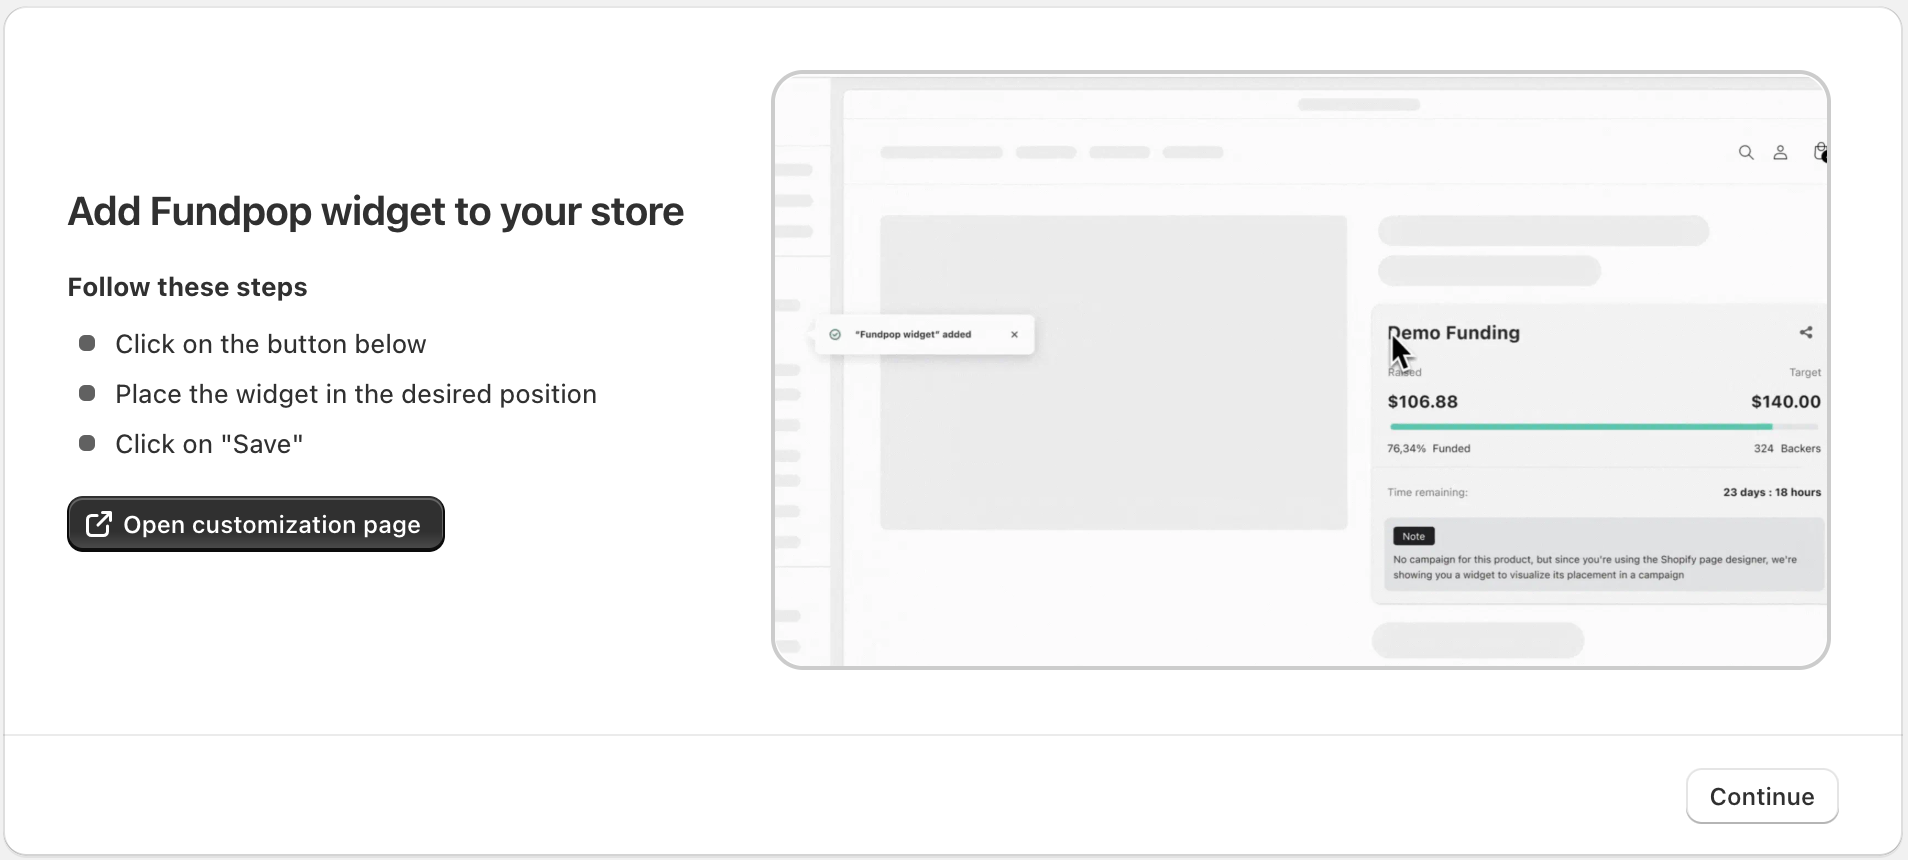 Add Fundpop widget to your store
Follow these steps
Click on the button below
Place the widget in the desired position
Click on "Save"
Open customization page
"Fundpop widget" added
Demo Funding
Raised
Target
$106.88
$140.00
76,34% Funded
324 Backers
Time remaining:
23 days : 18 hours
Note
No campaign for this product, but since you're using the Shopify page designer, we're
showing you a widget to visualize its placement in a campaign
Continue